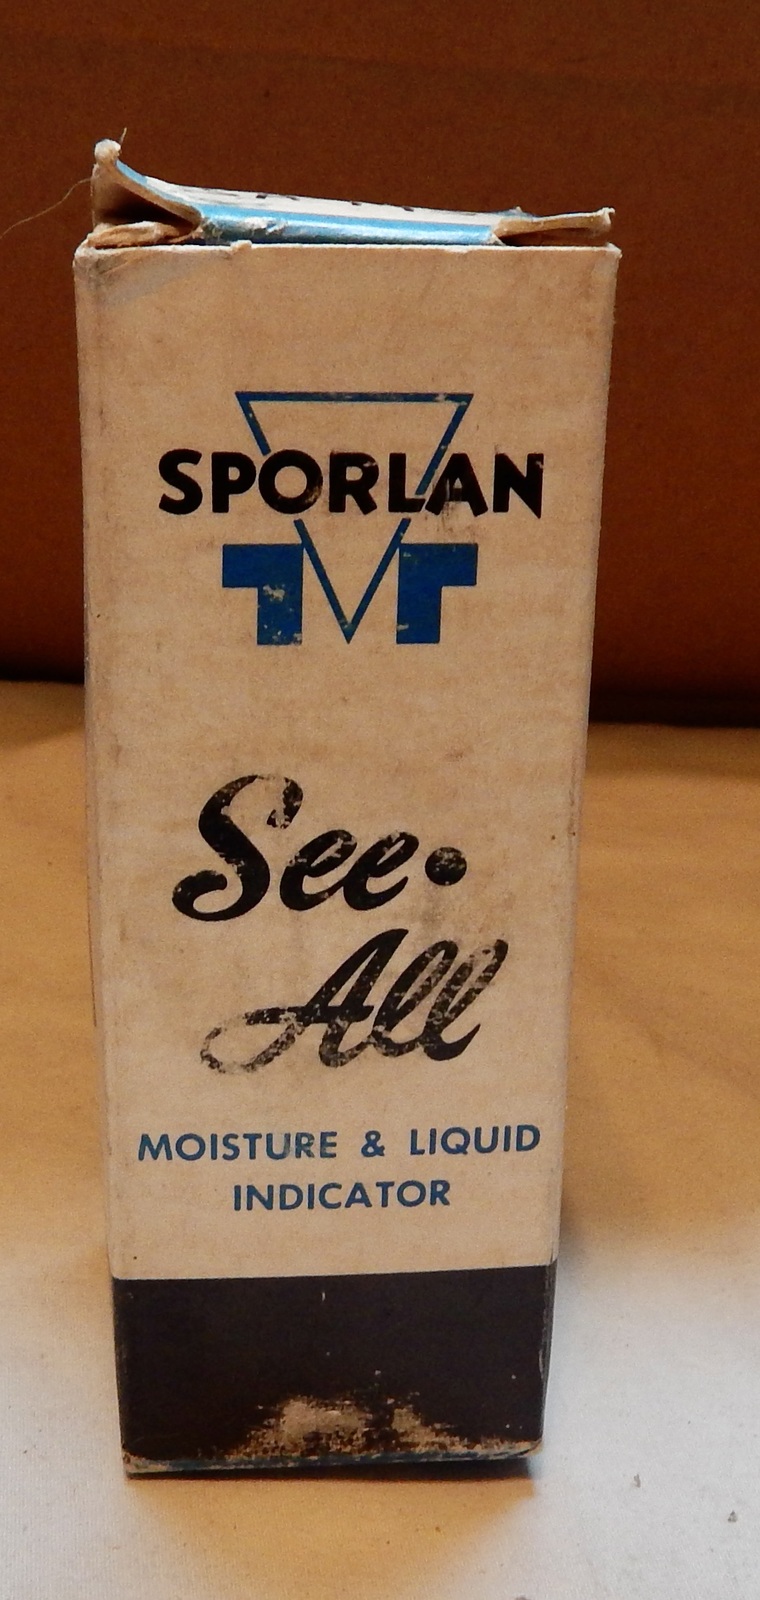 SPORLAN
See·
All
MOISTURE & LIQUID
INDICATOR